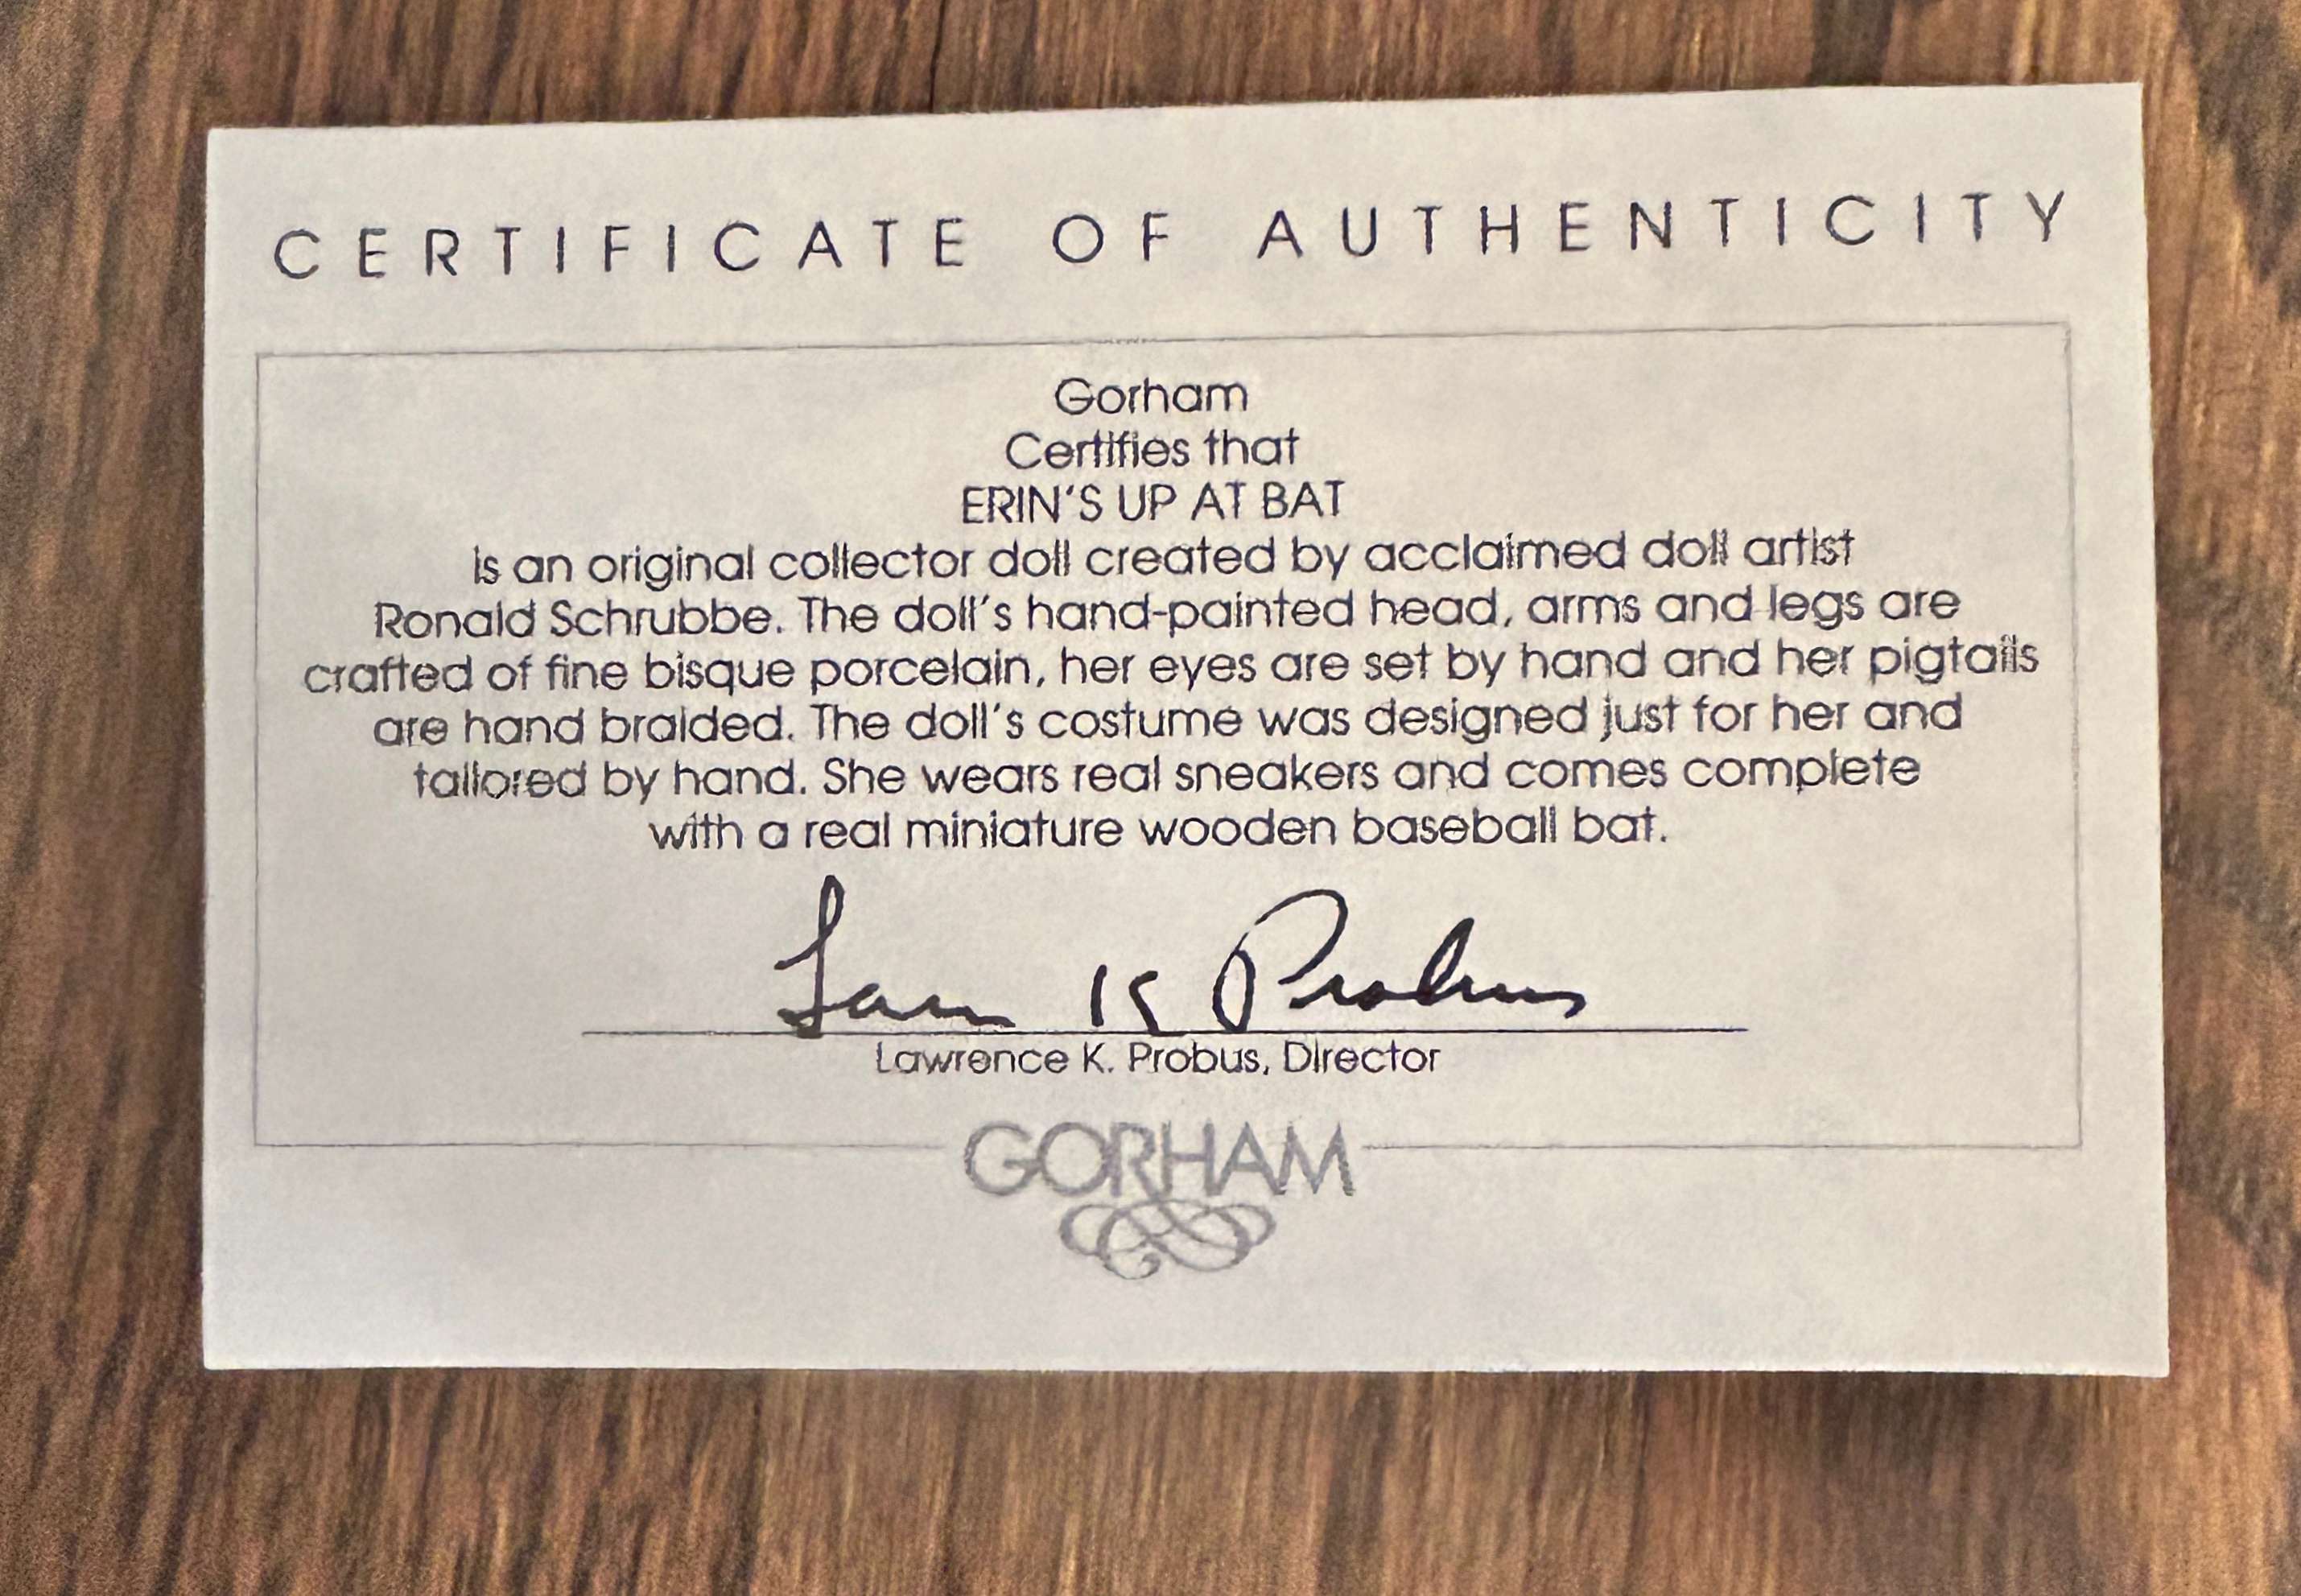 CERTIFICATE OF AUTHENTICITY
Gorham
Certifies that
ERIN'S UP AT BAT
is an original collector doll created by acclaimed doll artist
Ronald Schrubbe. The doll's hand-painted head, arms and legs are
crafted of fine bisque porcelain, her eyes are set by hand and her pigtails
are hand braided. The doll's costume was designed just for her and
tailored by hand. She wears real sneakers and comes complete
with a real miniature wooden baseball bat.
Lawrence K. Probus, Director
GORHAM